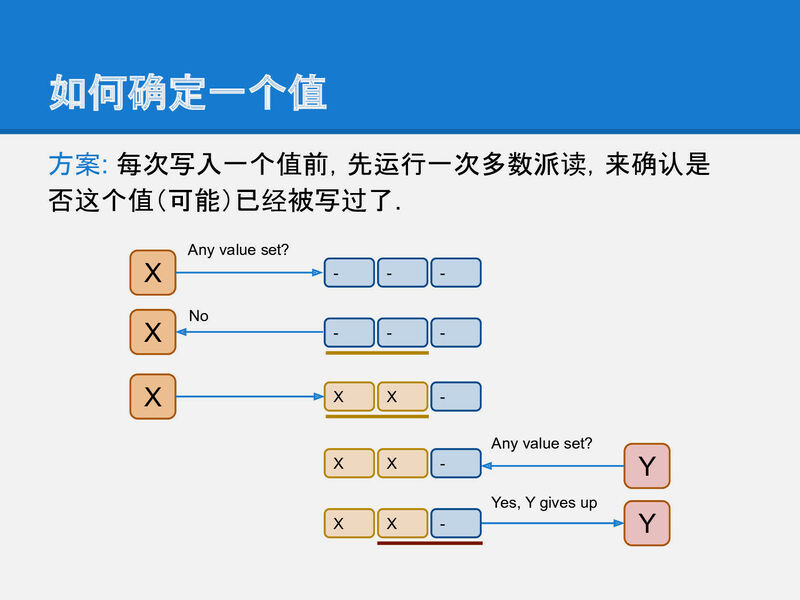 如何确定一个值
方案: 每次写入一个值前, 先运行一次多数派读, 来确认是
否这个值(可能)已经被写过了.
Any value set?
X - - -
No
X - - -
X X X -
Any value set?
X X - Y
Yes, Y gives up
X X - Y